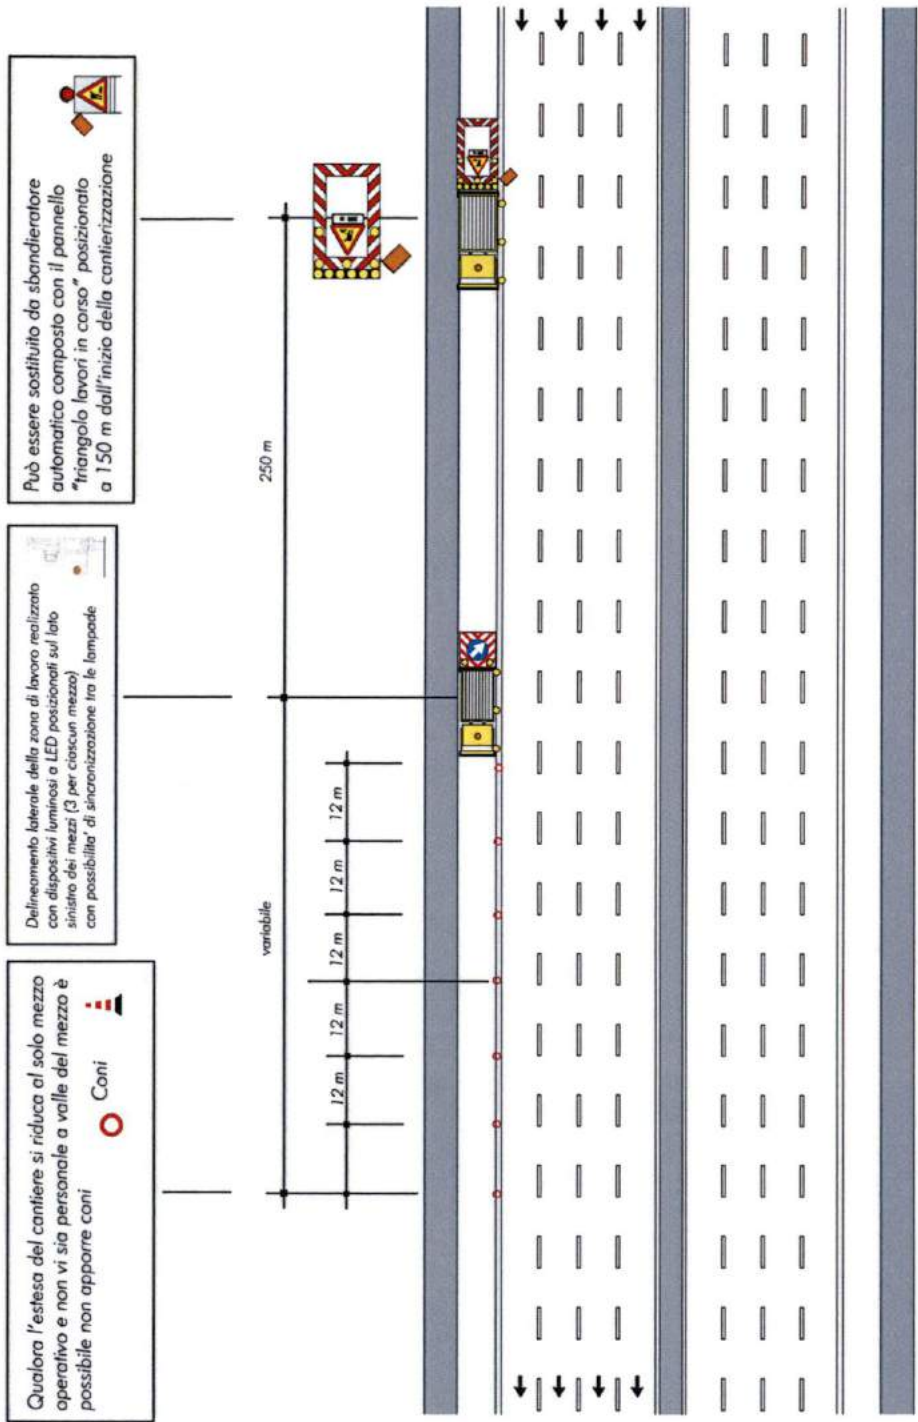 Può essere sostituito da sbandieratore
automatico composto con il pannello
"triangolo lavori in corso" posizionato
a 150 m dall'inizio della cantierizzazione
Delineamento laterale della zona di lavoro realizzato
con dispositivi luminosi a LED posizionati sul lato
sinistro dei mezzi (3 per ciascun mezzo)
con possibilita' di sincronizzazione tra le lampade
Qualora l'estesa del cantiere si riduca al solo mezzo
operativo e non vi sia personale a valle del mezzo è
possibile non apporre coni
Coni
250 m
variabile
12 m
12 m
12 m
12 m
12 m